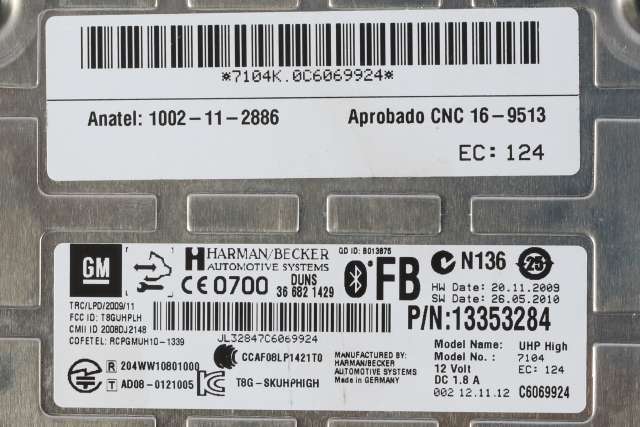 *7104K.0C6069924*
Anatel: 1002-11-2886 Aprobado CNC 16-9513
EC: 124
GM HARMAN/BECKER QD ID: B013875 N136 25
AUTOMOTIVE SYSTEMS
CE 0700 DUNS FB HW Date: 20.11.2009
36 682 1429 SW Date: 26.05.2010
TRC/LPD/2009/11
FCC ID: T8GUHPLH P/N:13353284
CMII ID 2008DJ2148
COFETEL: RCPGMUH10-1339 JL32847C6069924
R 204WW10801000 CCAF08LP1421T0 Manufactured by: Model Name: UHP High
HARMAN/BECKER Model No.: 7104
T AD08-0121005 T8G-SKUHPHIGH AUTOMOTIVE SYSTEMS 12 Volt EC: 124
Made in GERMANY DC 1.8 A
002 12.11.12 C6069924